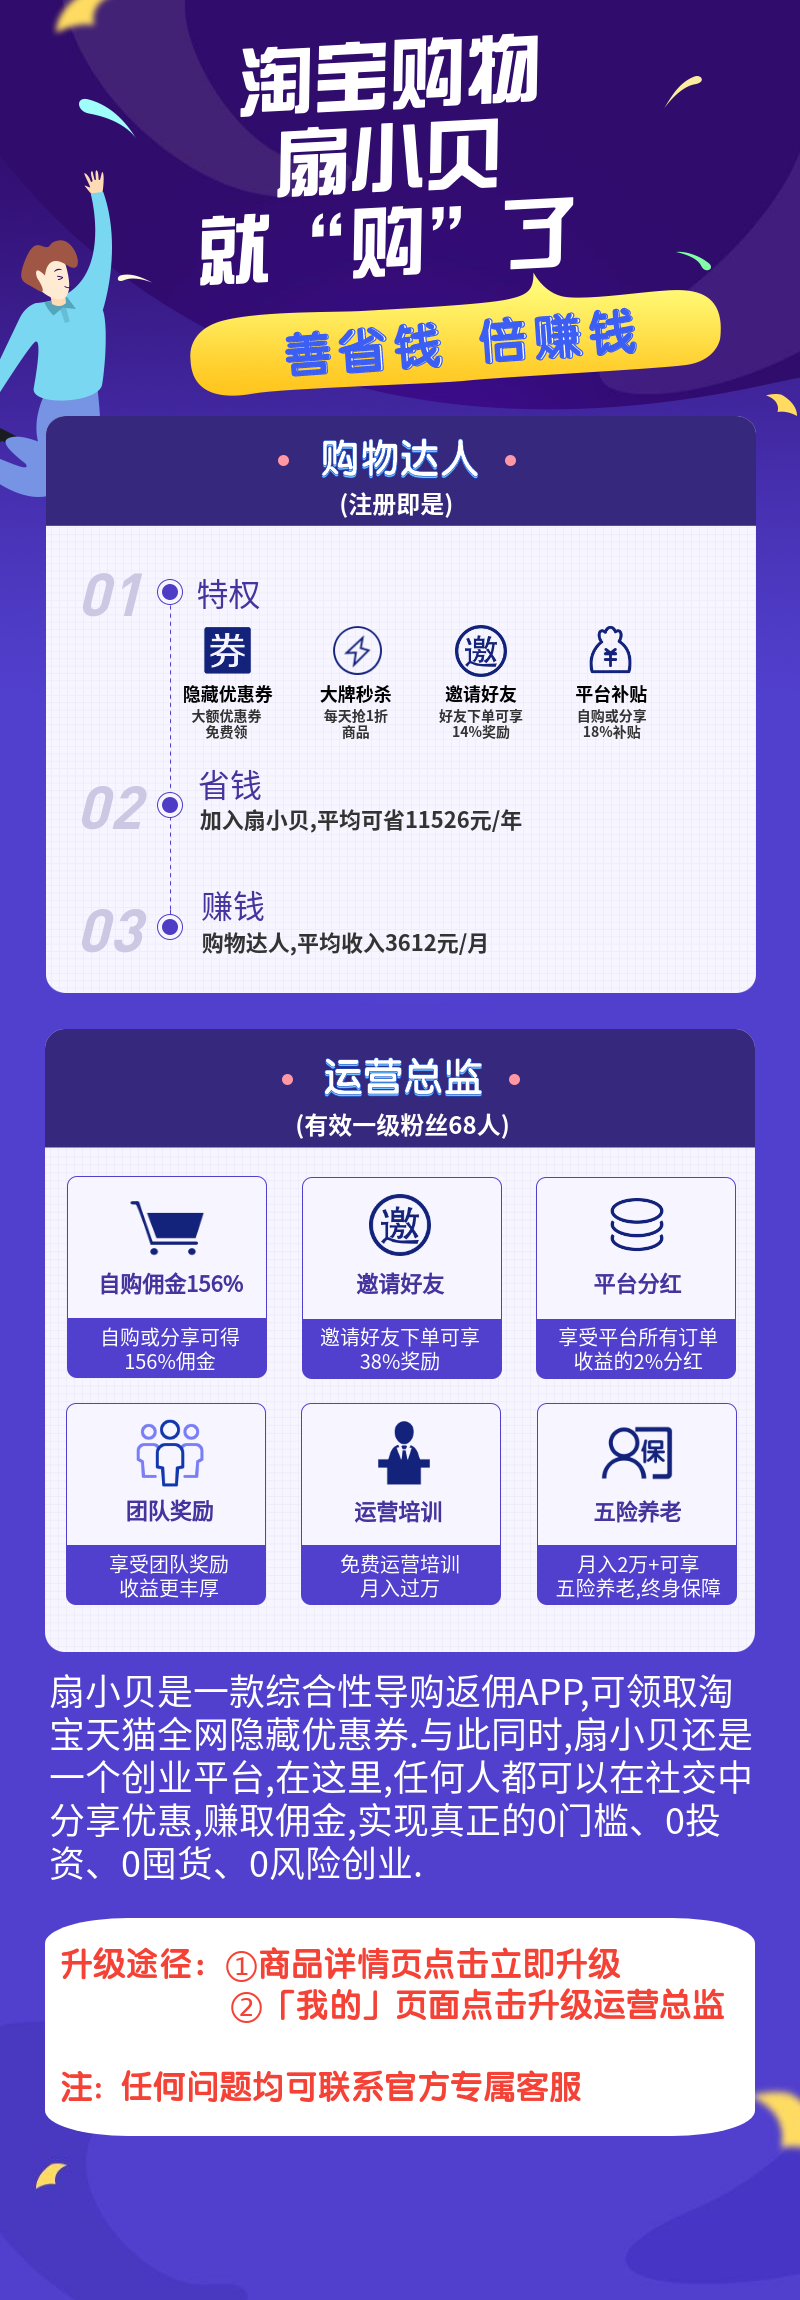 淘宝购物
扇小贝
就“购”了
善省钱 倍赚钱
购物达人
(注册即是)
01 特权
券
邀
¥
隐藏优惠券 大牌秒杀 邀请好友 平台补贴
大额优惠券 每天抢1折 好友下单可享 自购或分享
免费领 商品 14%奖励 18%补贴
02 省钱
加入扇小贝,平均可省11526元/年
03 赚钱
购物达人,平均收入3612元/月
运营总监
(有效一级粉丝68人)
邀
自购佣金156% 邀请好友 平台分红
自购或分享可得 邀请好友下单可享 享受平台所有订单
156%佣金 38%奖励 收益的2%分红
保
团队奖励 运营培训 五险养老
享受团队奖励 免费运营培训 月入2万+可享
收益更丰厚 月入过万 五险养老,终身保障
扇小贝是一款综合性导购返佣APP,可领取淘
宝天猫全网隐藏优惠券.与此同时,扇小贝还是
一个创业平台,在这里,任何人都可以在社交中
分享优惠,赚取佣金,实现真正的0门槛、0投
资、0囤货、0风险创业.
升级途径: ①商品详情页点击立即升级
②「我的」页面点击升级运营总监
注: 任何问题均可联系官方专属客服